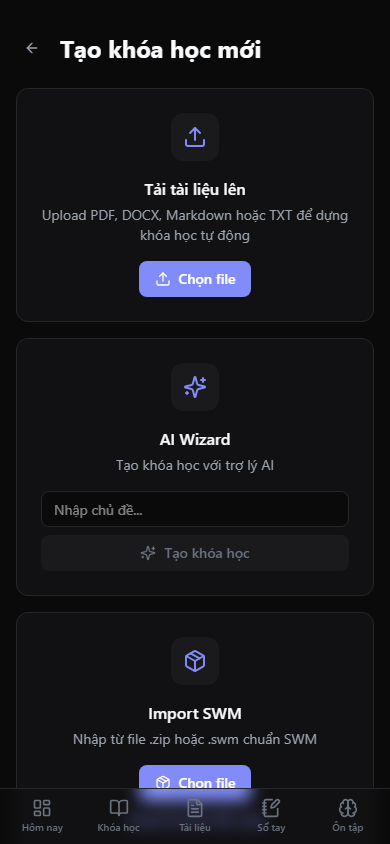 Tạo khóa học mới
Tải tài liệu lên
Upload PDF, DOCX, Markdown hoặc TXT để dựng
khóa học tự động
Chọn file
AI Wizard
Tạo khóa học với trợ lý AI
Nhập chủ đề...
Tạo khóa học
Import SWM
Nhập từ file .zip hoặc .swm chuẩn SWM
Chọn file
Hôm nay
Khóa học
Tài liệu
Sổ tay
Ôn tập